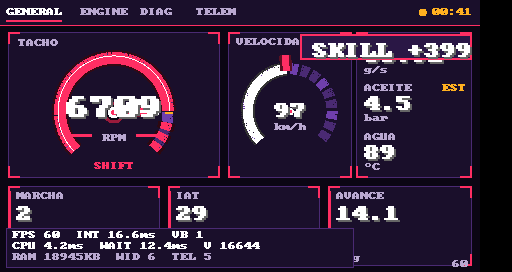 GENERAL ENGINE DIAG TELEM 00:41
TACHO
6709
RPM
SHIFT
VELOCIDA
97
km/h
SKILL +399
g/s
ACEITE EST
4.5
bar
AGUA
89
°C
MARCHA
2
IAT
29
AVANCE
14.1
FPS 60 INT 16.6ms VB 1
CPU 4.2ms WAIT 12.4ms V 16644
RAM 18945KB WID 6 TEL 5
g
60